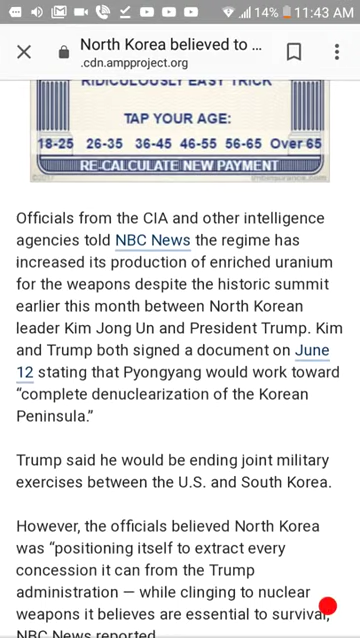 14% 11:43 AM
North Korea believed to ...
.cdn.ampproject.org
RIDICULOUSLY EASY TRICK
TAP YOUR AGE:
18-25 26-35 36-45 46-55 56-65 Over 65
RE-CALCULATE NEW PAYMENT
Officials from the CIA and other intelligence
agencies told NBC News the regime has
increased its production of enriched uranium
for the weapons despite the historic summit
earlier this month between North Korean
leader Kim Jong Un and President Trump. Kim
and Trump both signed a document on June
12 stating that Pyongyang would work toward
“complete denuclearization of the Korean
Peninsula.”
Trump said he would be ending joint military
exercises between the U.S. and South Korea.
However, the officials believed North Korea
was “positioning itself to extract every
concession it can from the Trump
administration — while clinging to nuclear
weapons it believes are essential to survival,”
NBC News reported